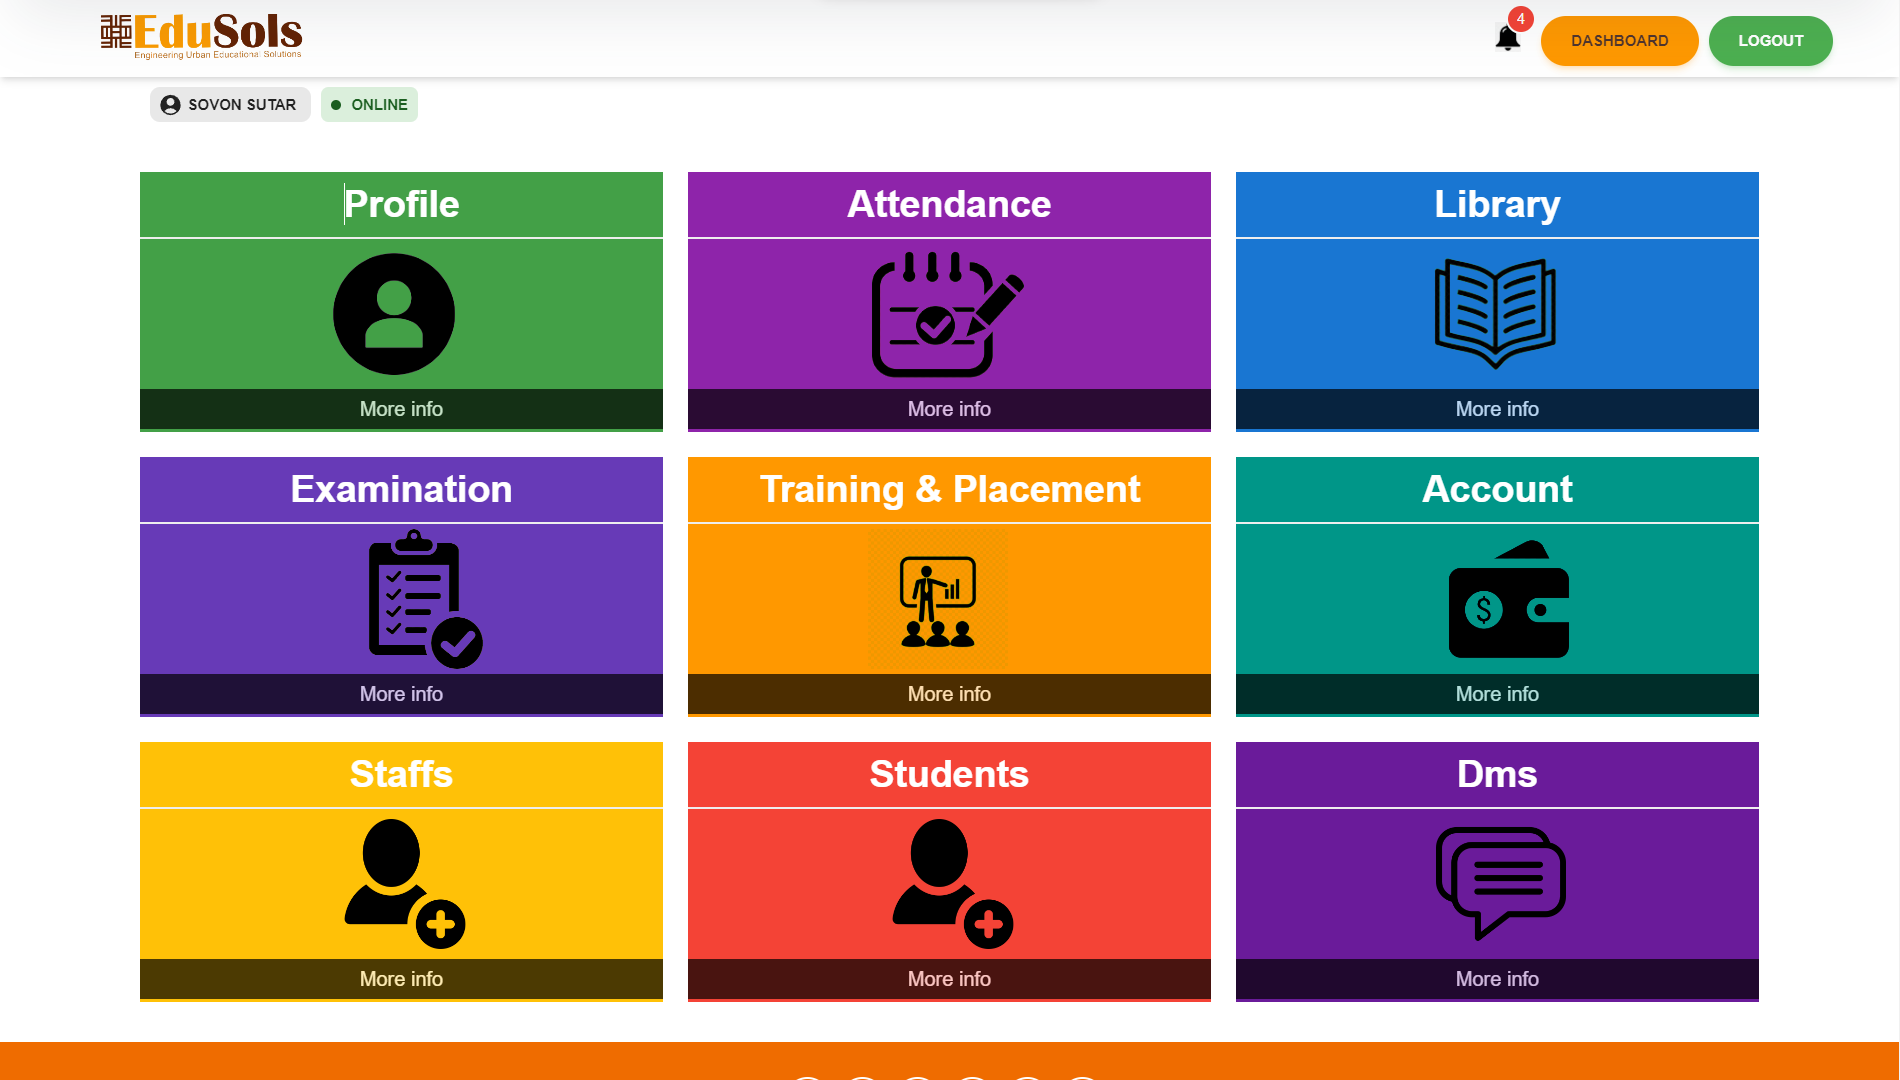 EduSols
Engineering Urban Educational Solutions
4
DASHBOARD
LOGOUT
SOVON SUTAR
ONLINE
Profile
Attendance
Library
More info
More info
More info
Examination
Training & Placement
Account
$
More info
More info
More info
Staffs
Students
Dms
More info
More info
More info